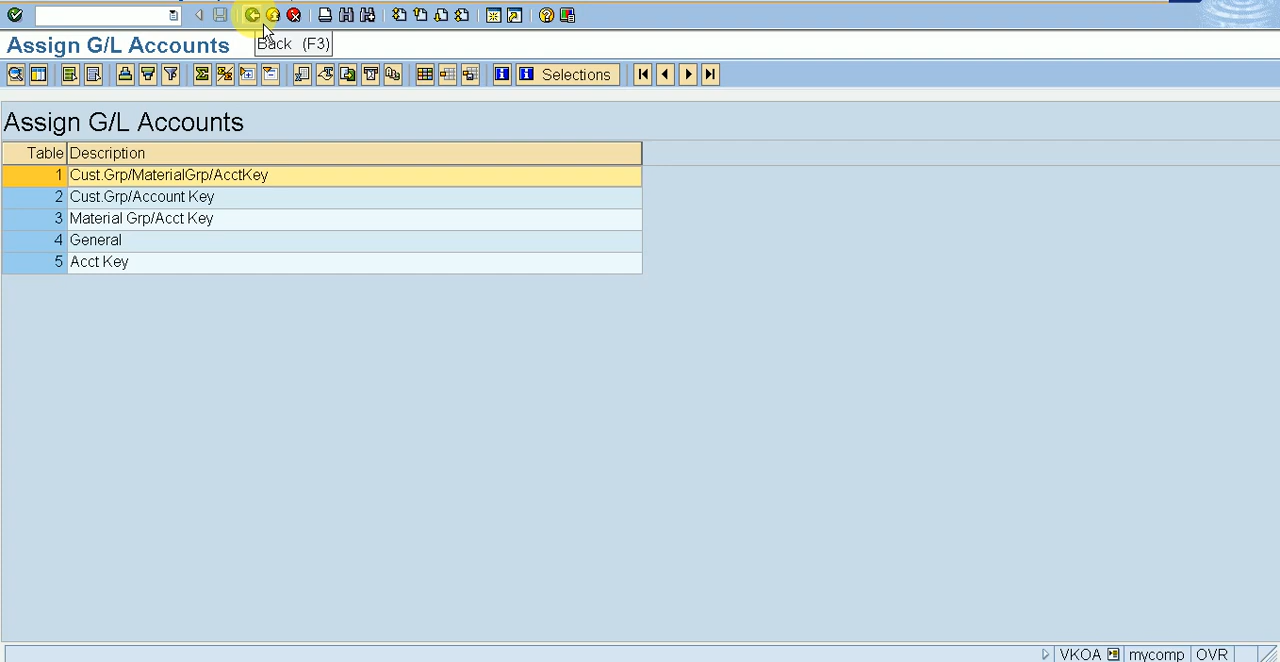 Assign G/L Accounts
Back (F3)
Selections
Assign G/L Accounts
Table Description
1 Cust.Grp/MaterialGrp/AcctKey
2 Cust.Grp/Account Key
3 Material Grp/Acct Key
4 General
5 Acct Key
VKOA mycomp OVR